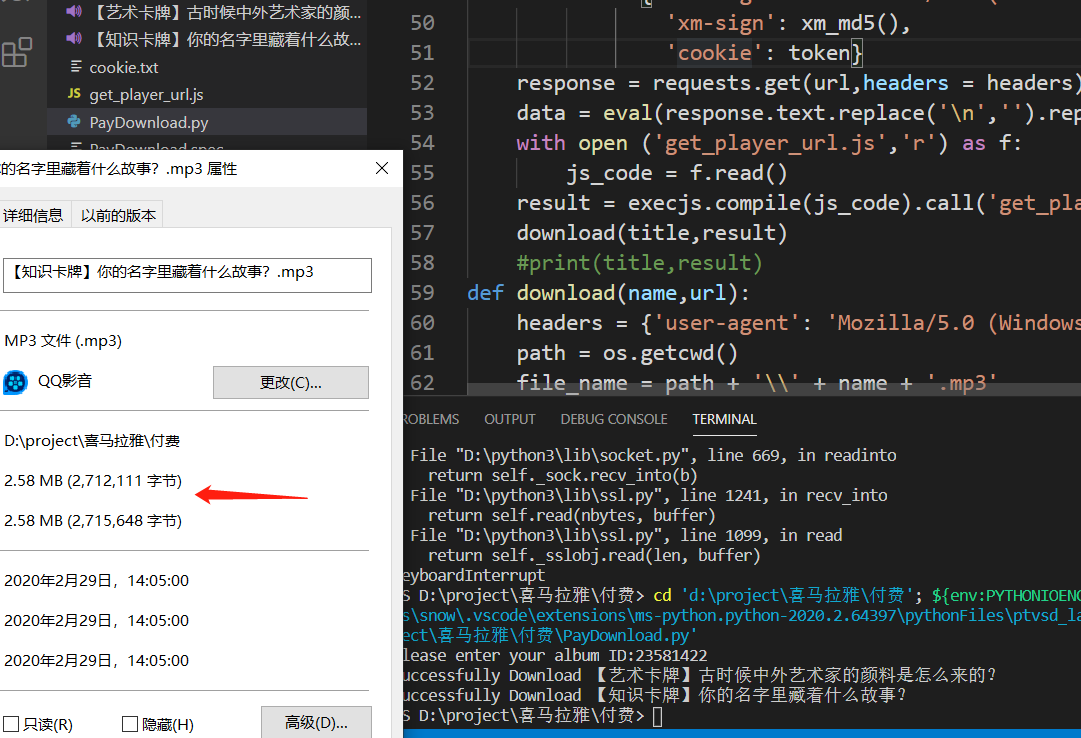 【艺术卡牌】古时候中外艺术家的颜...
【知识卡牌】你的名字里藏着什么故...
cookie.txt
JS get_player_url.js
PayDownload.py
PayDownload.spec
的名字里藏着什么故事？.mp3 属性
详细信息 以前的版本
【知识卡牌】你的名字里藏着什么故事？.mp3
MP3 文件 (.mp3)
QQ影音
更改(C)...
D:\project\喜马拉雅\付费
2.58 MB (2,712,111 字节)
2.58 MB (2,715,648 字节)
2020年2月29日，14:05:00
2020年2月29日，14:05:00
2020年2月29日，14:05:00
只读(R) 隐藏(H) 高级(D)...
50 'xm-sign': xm_md5(),
51 'cookie': token}
52 response = requests.get(url,headers = headers)
53 data = eval(response.text.replace('\n','').rep
54 with open ('get_player_url.js','r') as f:
55 js_code = f.read()
56 result = execjs.compile(js_code).call('get_pla
57 download(title,result)
58 #print(title,result)
59 def download(name,url):
60 headers = {'user-agent': 'Mozilla/5.0 (Windows
61 path = os.getcwd()
62 file_name = path + '\\' + name + '.mp3'
ROBLEMS OUTPUT DEBUG CONSOLE TERMINAL
File "D:\python3\lib\socket.py", line 669, in readinto
return self._sock.recv_into(b)
File "D:\python3\lib\ssl.py", line 1241, in recv_into
return self.read(nbytes, buffer)
File "D:\python3\lib\ssl.py", line 1099, in read
return self._sslobj.read(len, buffer)
eyboardInterrupt
S D:\project\喜马拉雅\付费> cd 'd:\project\喜马拉雅\付费'; ${env:PYTHONIOENC
s\snow\.vscode\extensions\ms-python.python-2020.2.64397\pythonFiles\ptvsd_la
ect\喜马拉雅\付费\PayDownload.py'
lease enter your album ID:23581422
uccessfully Download 【艺术卡牌】古时候中外艺术家的颜料是怎么来的？
uccessfully Download 【知识卡牌】你的名字里藏着什么故事？
S D:\project\喜马拉雅\付费>